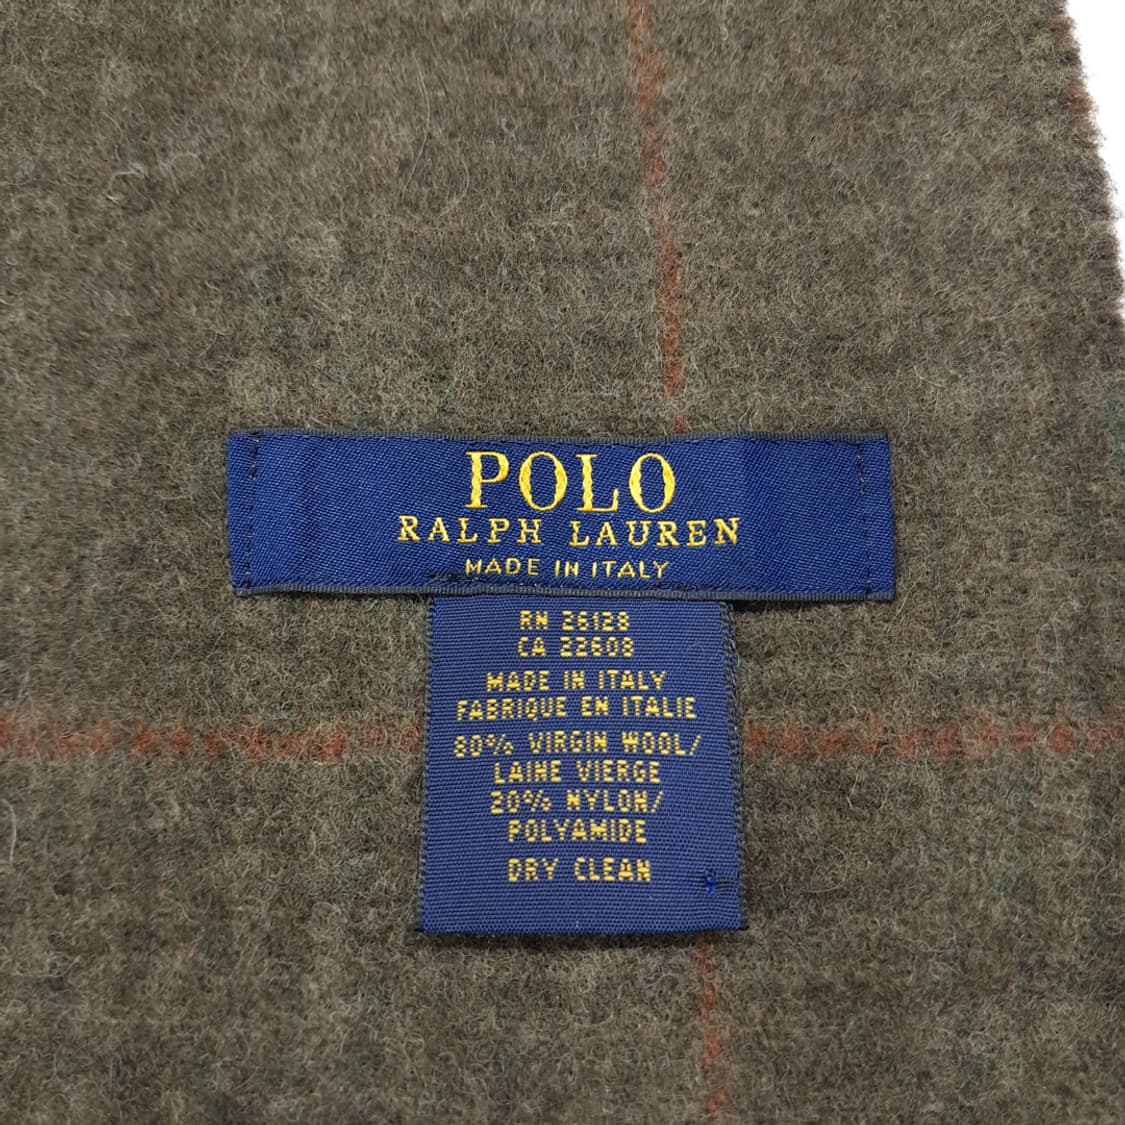 POLO
RALPH LAUREN
MADE IN ITALY
RN 26128
CA 22608
MADE IN ITALY
FABRIQUE EN ITALIE
80% VIRGIN WOOL/
LAINE VIERGE
20% NYLON/
POLYAMIDE
DRY CLEAN